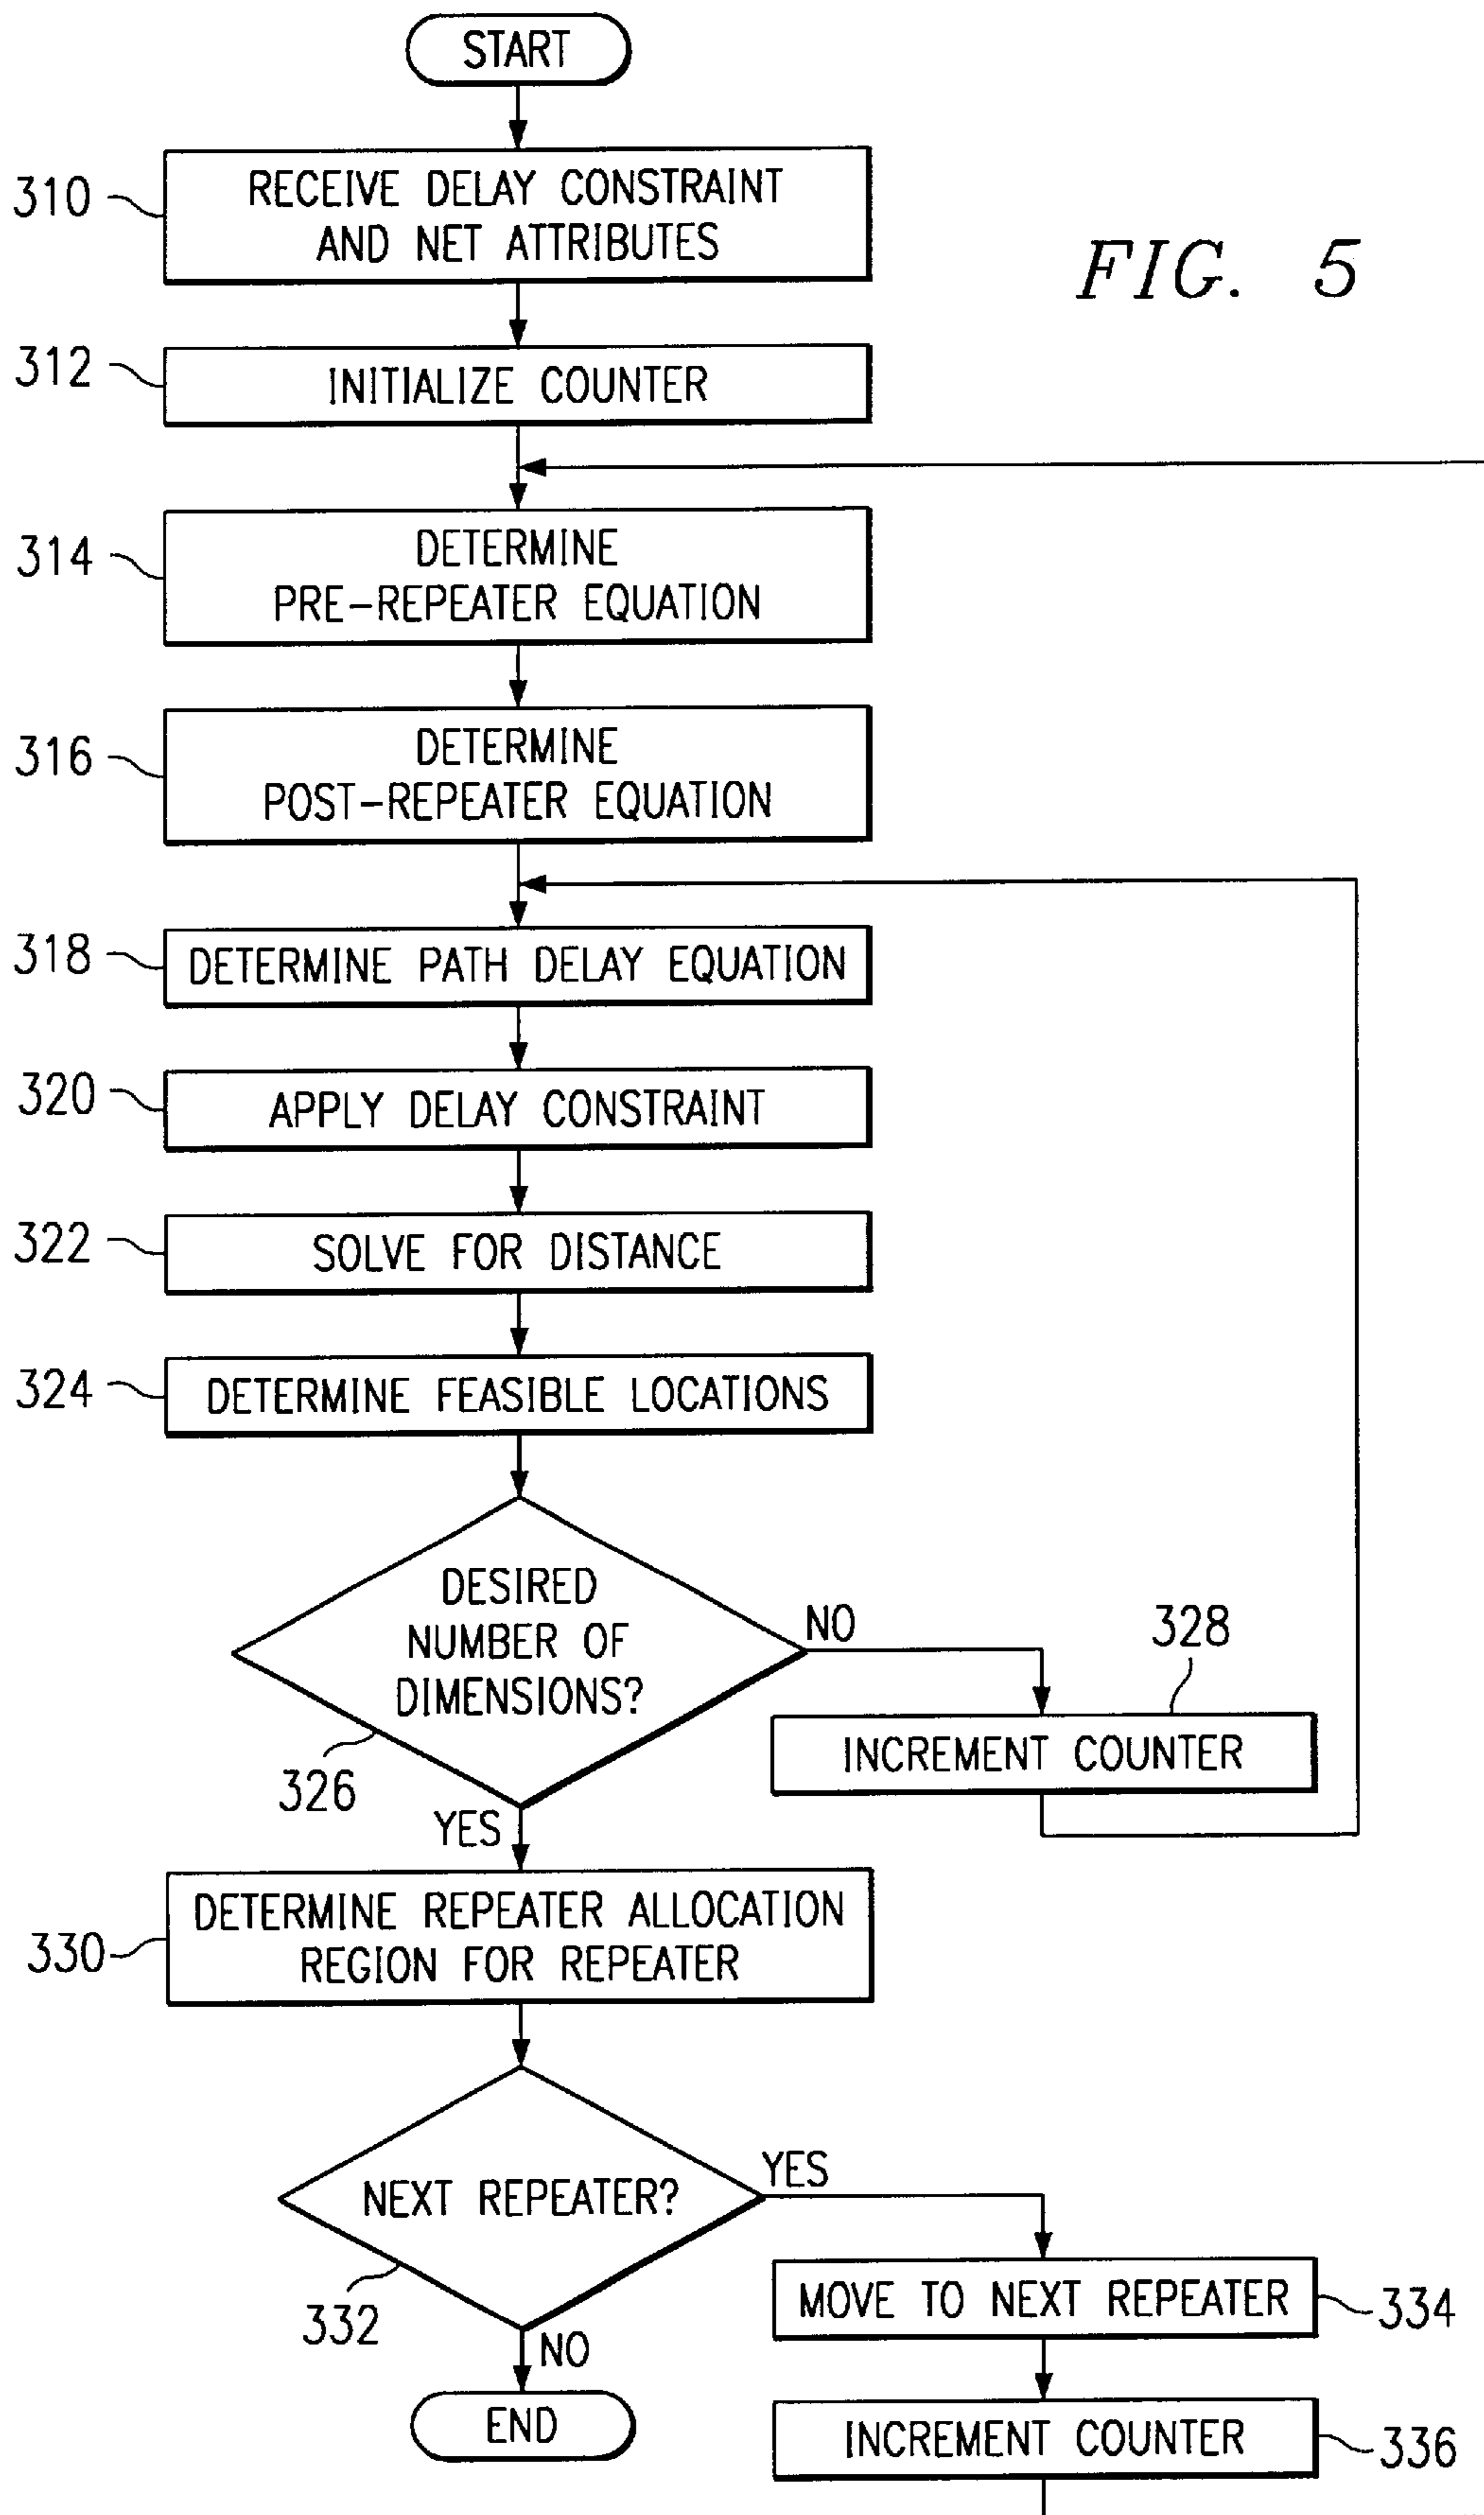 START
310
RECEIVE DELAY CONSTRAINT
AND NET ATTRIBUTES
FIG. 5
312
INITIALIZE COUNTER
314
DETERMINE
PRE-REPEATER EQUATION
316
DETERMINE
POST-REPEATER EQUATION
318
DETERMINE PATH DELAY EQUATION
320
APPLY DELAY CONSTRAINT
322
SOLVE FOR DISTANCE
324
DETERMINE FEASIBLE LOCATIONS
DESIRED
NUMBER OF
DIMENSIONS?
NO
328
INCREMENT COUNTER
326
YES
330
DETERMINE REPEATER ALLOCATION
REGION FOR REPEATER
NEXT REPEATER?
YES
332
MOVE TO NEXT REPEATER
334
NO
END
INCREMENT COUNTER
336